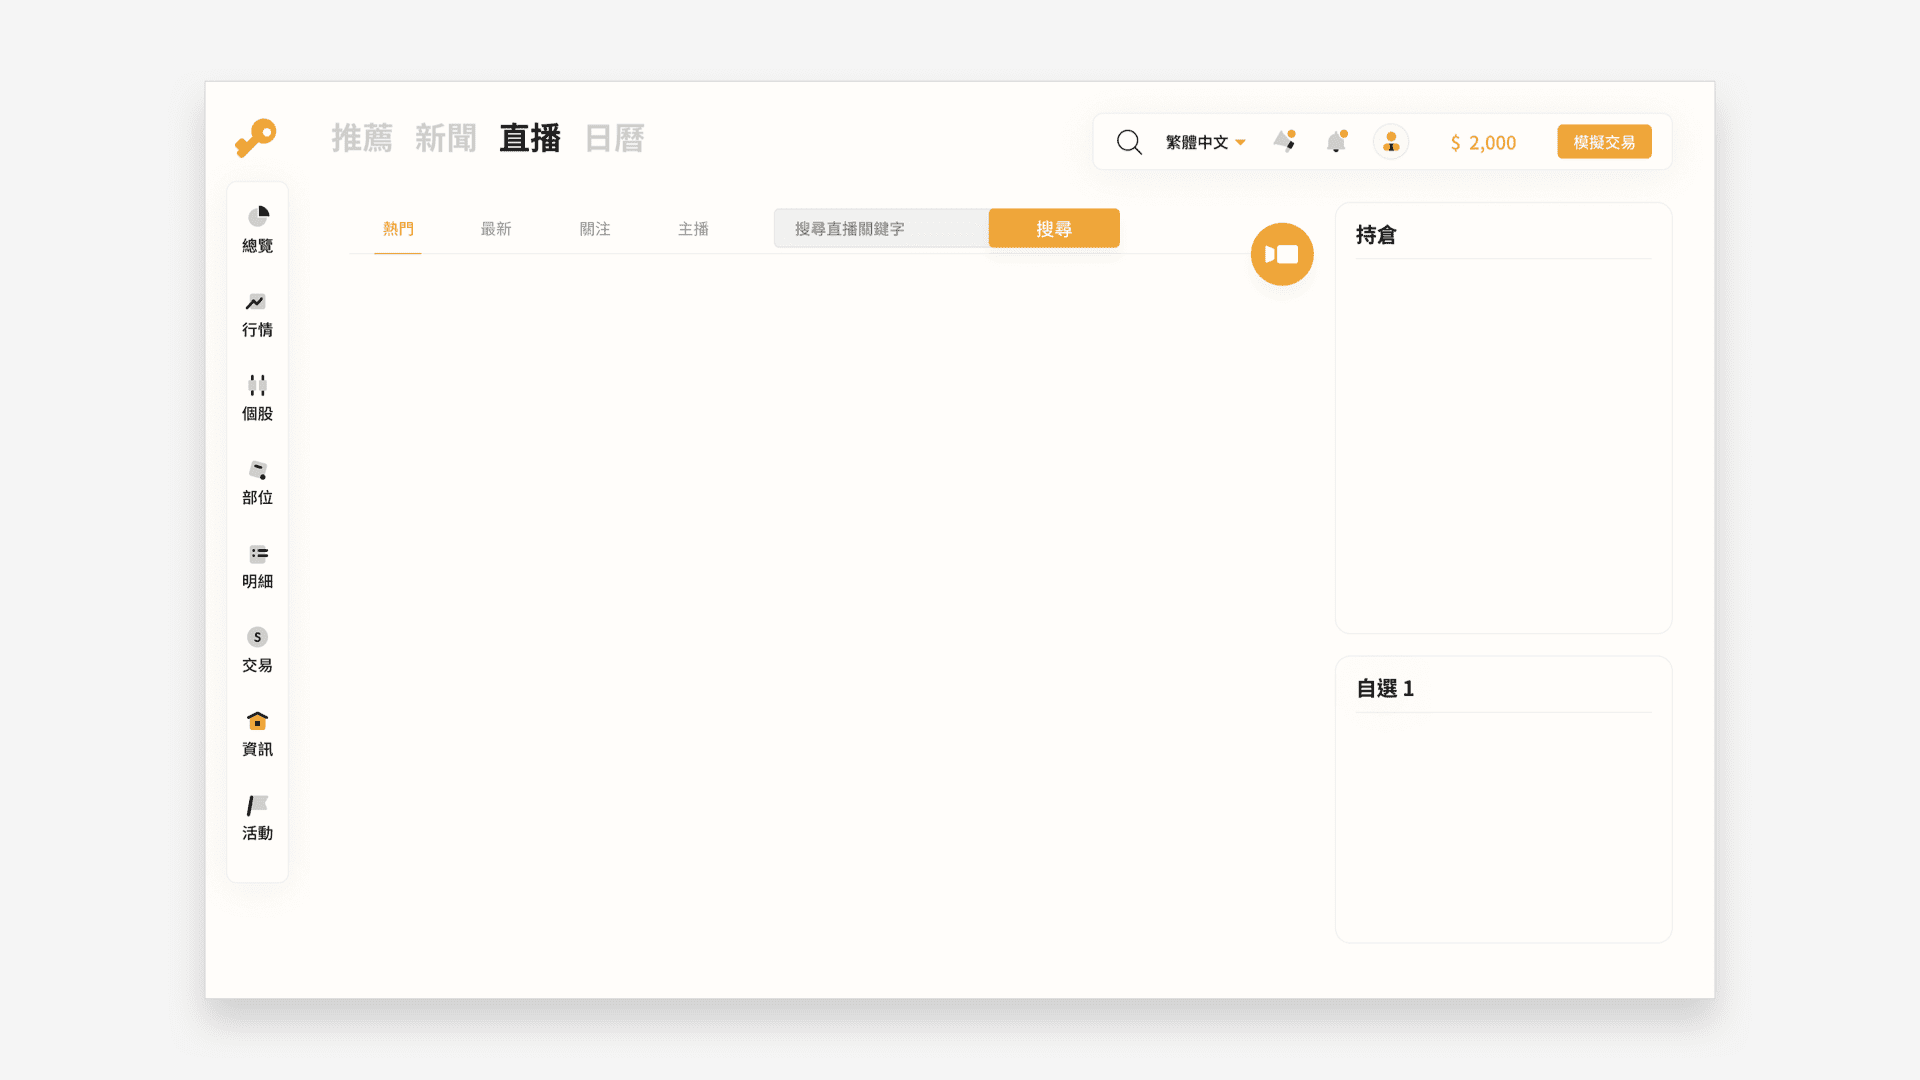 推薦 新聞 直播 日曆
繁體中文
$ 2,000
模擬交易
總覽
行情
個股
部位
明細
S
交易
資訊
活動
熱門 最新 關注 主播
搜尋直播關鍵字
搜尋
持倉
自選 1